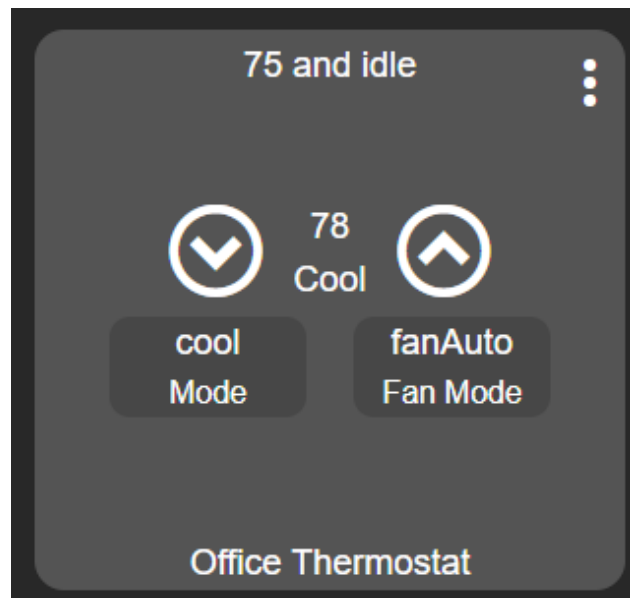 75 and idle
78
Cool
cool
Mode
fanAuto
Fan Mode
Office Thermostat